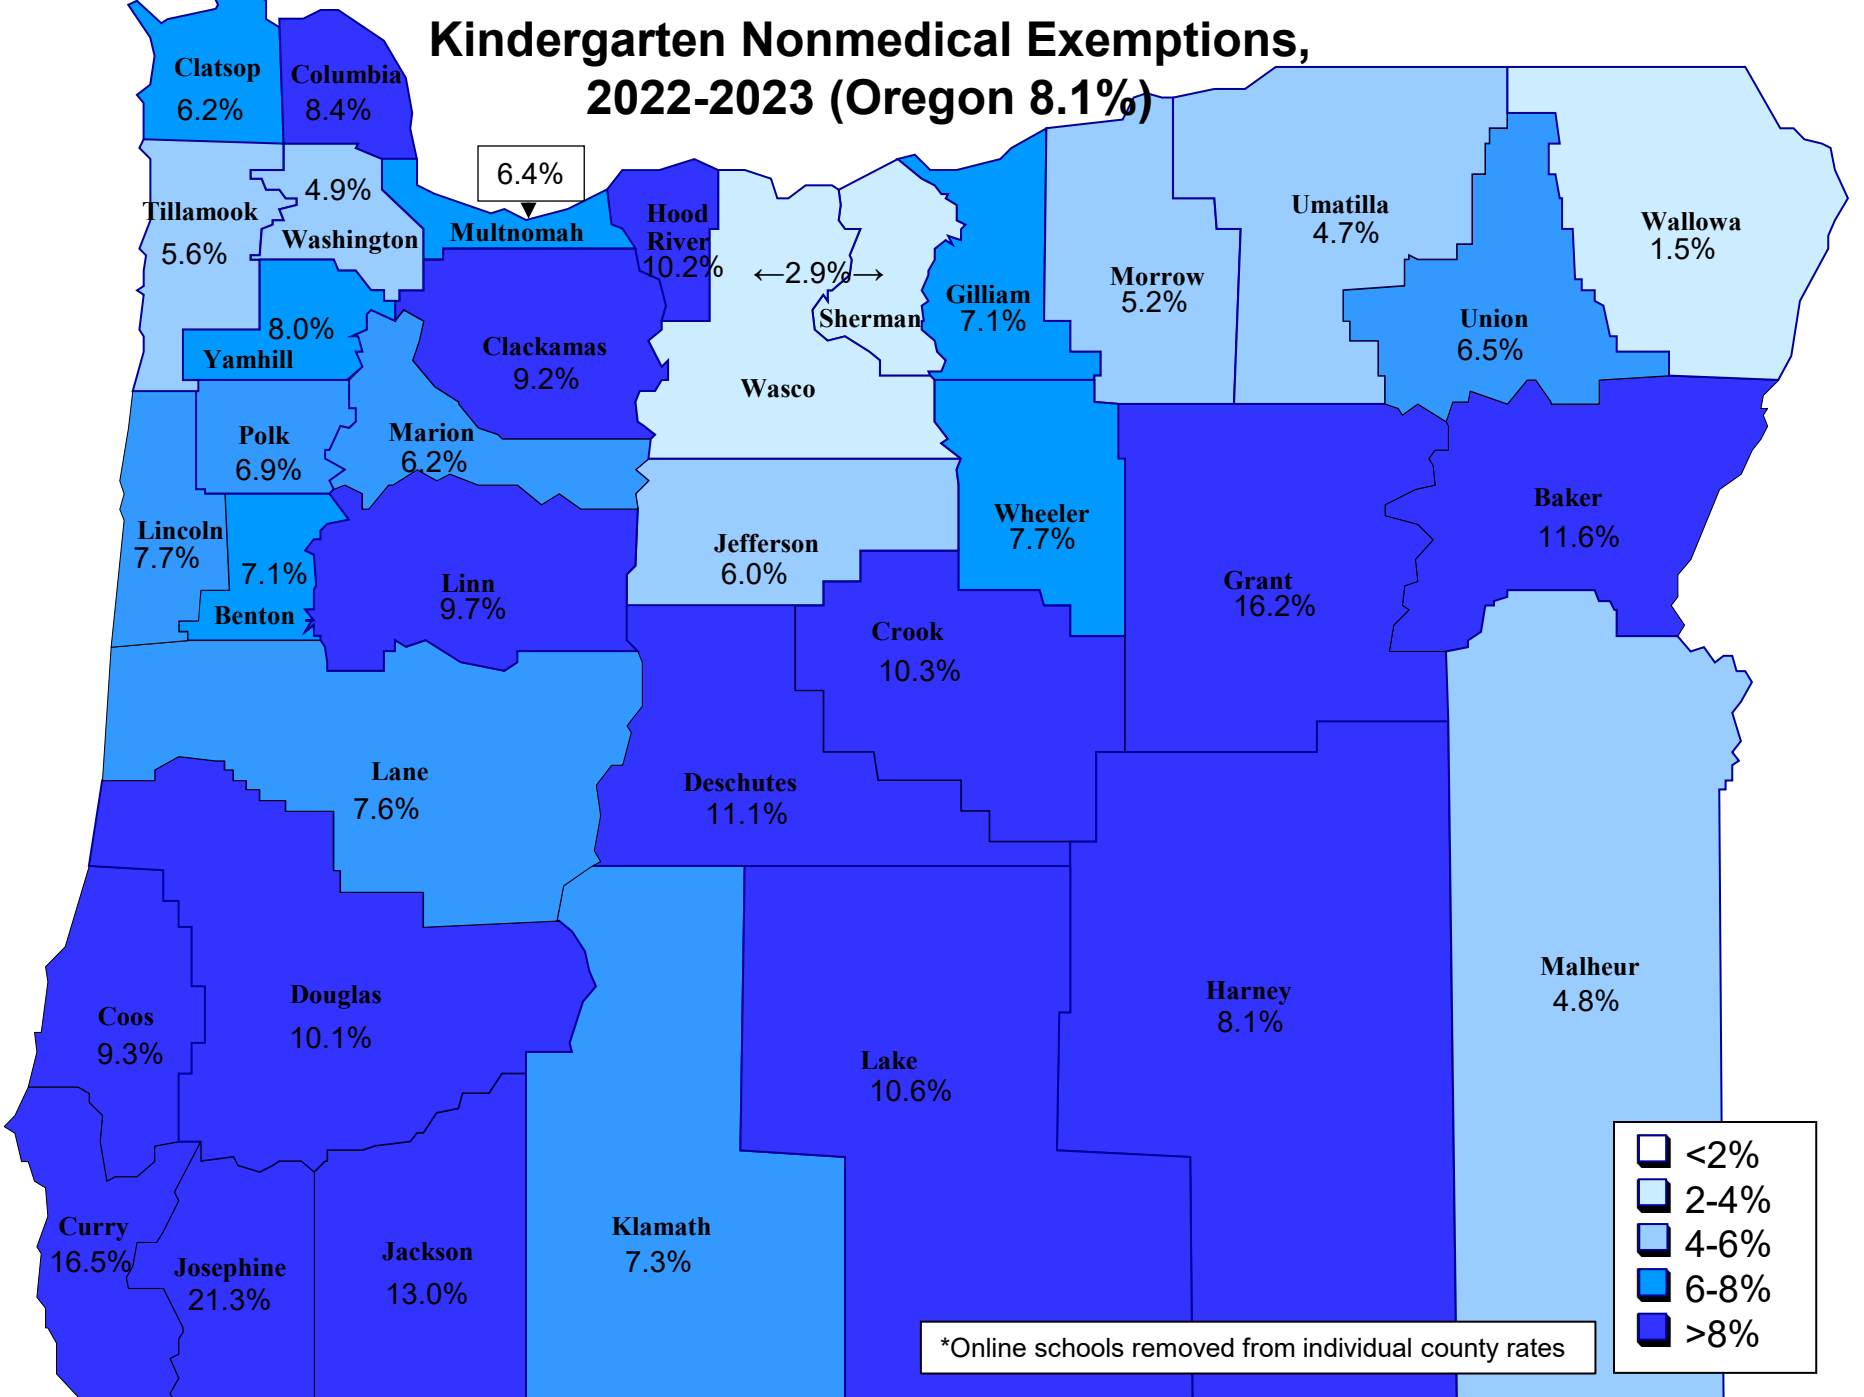 Kindergarten Nonmedical Exemptions,
2022-2023 (Oregon 8.1%)
Clatsop
6.2%
Columbia
8.4%
6.4%
Multnomah
4.9%
Washington
Tillamook
5.6%
Hood
River
10.2%
←2.9%→
Sherman
Wasco
Gilliam
7.1%
Morrow
5.2%
Umatilla
4.7%
Wallowa
1.5%
Union
6.5%
8.0%
Yamhill
Clackamas
9.2%
Polk
6.9%
Marion
6.2%
Lincoln
7.7%
7.1%
Benton
Linn
9.7%
Jefferson
6.0%
Wheeler
7.7%
Grant
16.2%
Baker
11.6%
Crook
10.3%
Lane
7.6%
Deschutes
11.1%
Coos
9.3%
Douglas
10.1%
Lake
10.6%
Harney
8.1%
Malheur
4.8%
Curry
16.5%
Josephine
21.3%
Jackson
13.0%
Klamath
7.3%
<2%
2-4%
4-6%
6-8%
>8%
*Online schools removed from individual county rates